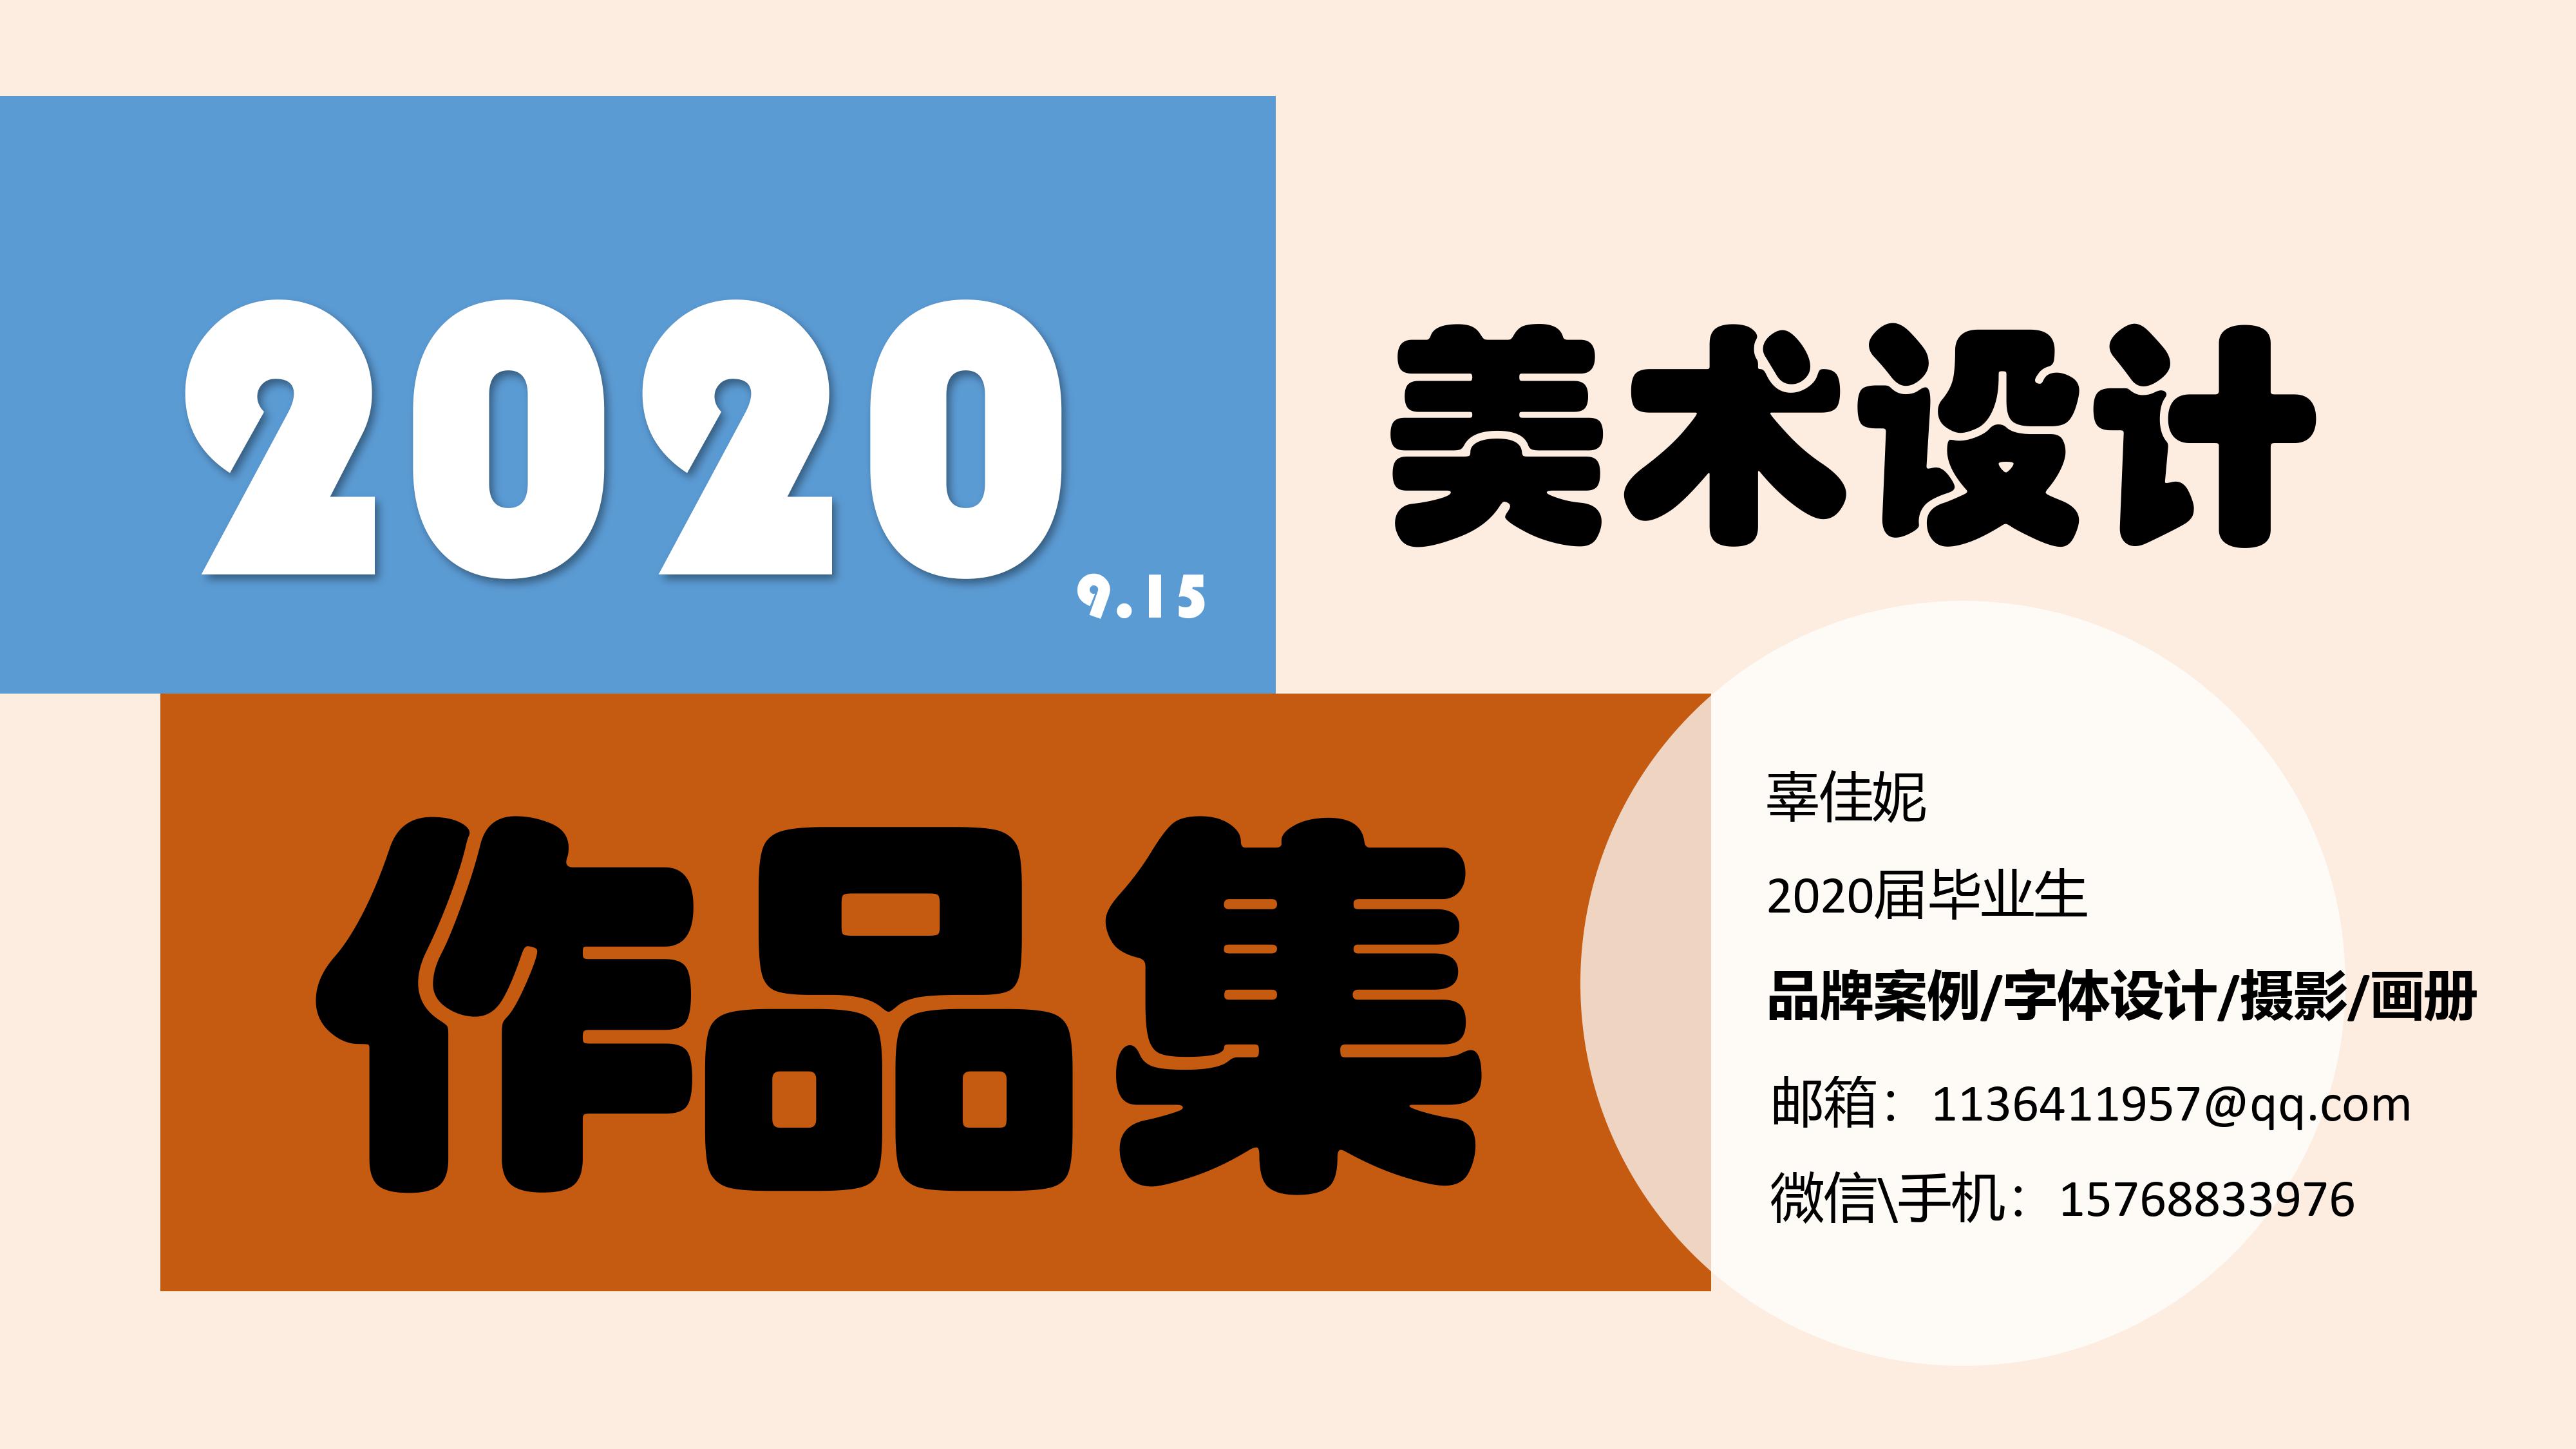 2020
9.15
美术设计
作品集
辜佳妮
2020届毕业生
品牌案例/字体设计/摄影/画册
邮箱：1136411957@qq.com
微信\手机：15768833976